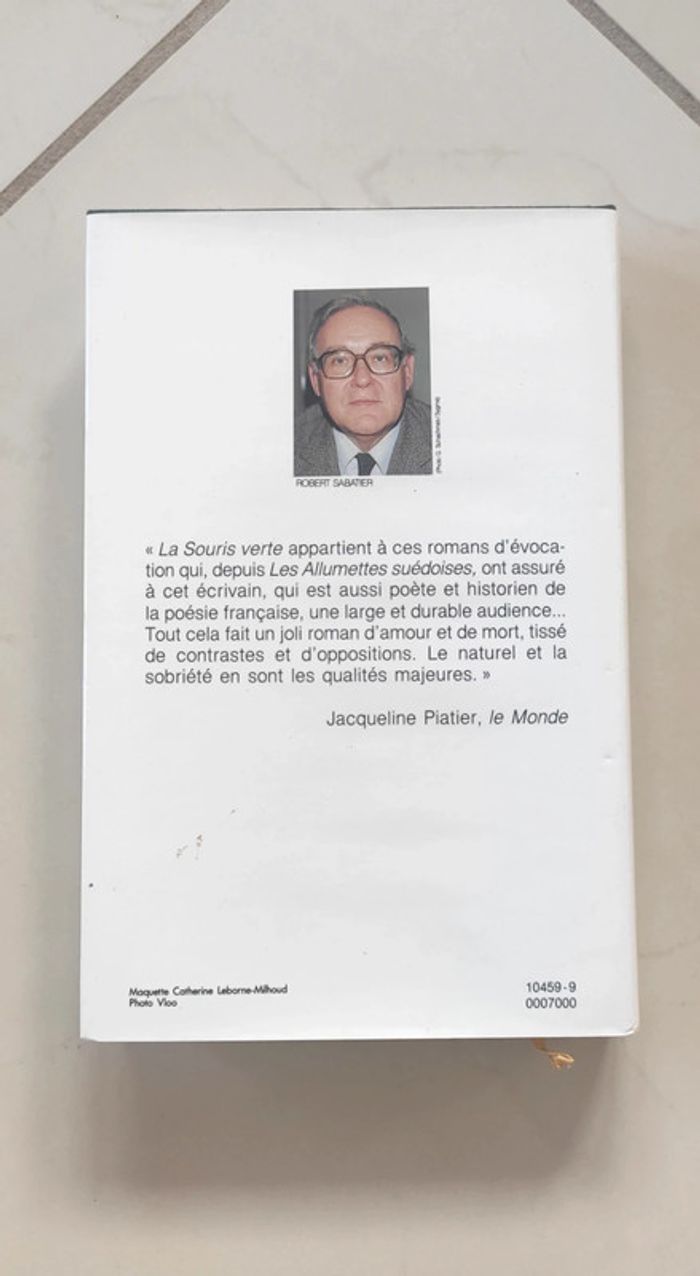 (Photo G. Schachmes / Sygma)
ROBERT SABATIER
« La Souris verte appartient à ces romans d'évoca-
tion qui, depuis Les Allumettes suédoises, ont assuré
à cet écrivain, qui est aussi poète et historien de
la poésie française, une large et durable audience...
Tout cela fait un joli roman d'amour et de mort, tissé
de contrastes et d'oppositions. Le naturel et la
sobriété en sont les qualités majeures. »
Jacqueline Piatier, le Monde
Maquette Catherine Leborne-Milhoud
Photo Vloo
10459-9
0007000